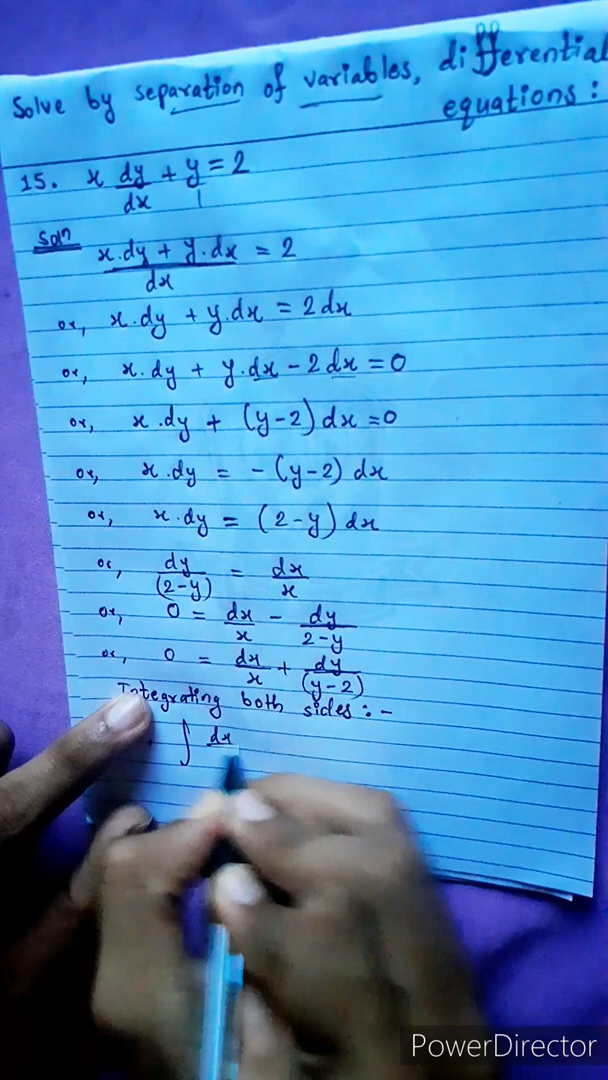 Solve by separation of variables, differential
equations :
15. x dy/dx + y = 2
Soln
x.dy + y.dx / dx = 2
or, x.dy + y.dx = 2dx
or, x.dy + y.dx - 2dx = 0
or, x.dy + (y-2) dx = 0
or, x.dy = -(y-2) dx
or, x.dy = (2-y) dx
or, dy/(2-y) = dx/x
or, 0 = dx/x - dy/2-y
or, 0 = dx/x + dy/(y-2)
Integrating both sides : -
∫ dx
PowerDirector